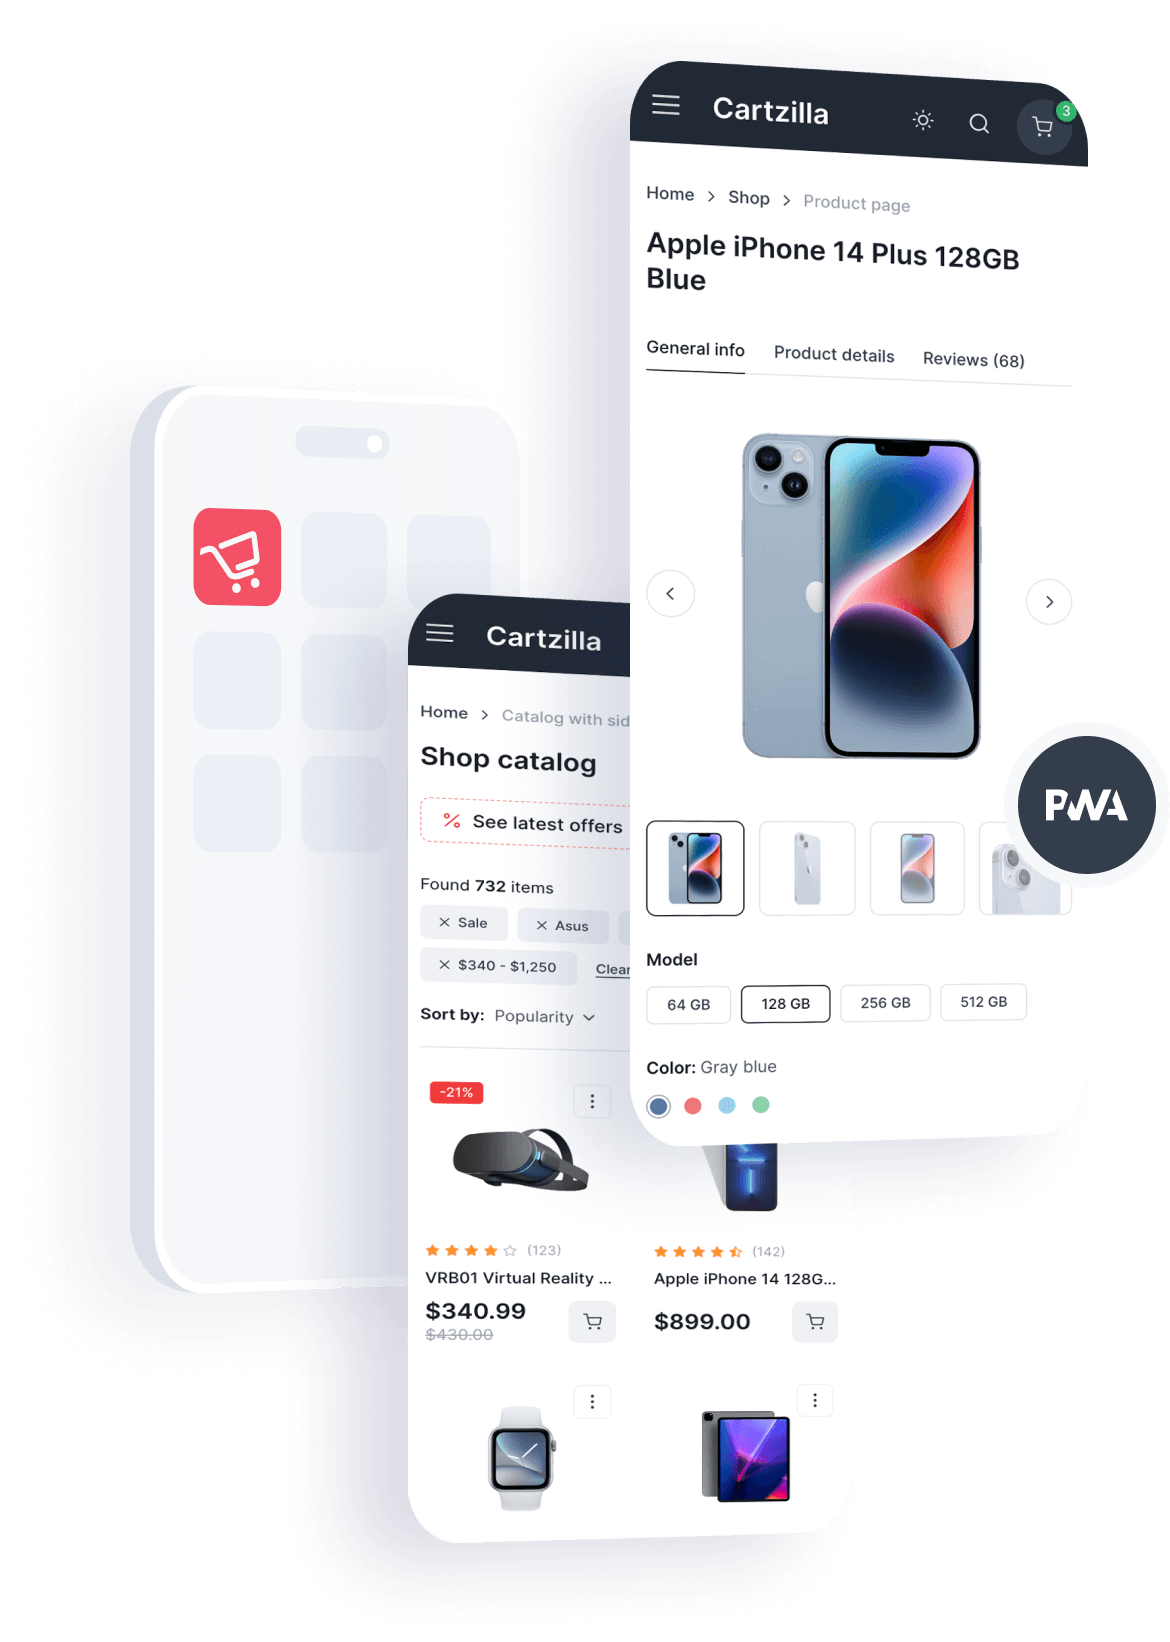 Cartzilla
3
Home > Shop > Product page
Apple iPhone 14 Plus 128GB
Blue
General info
Product details
Reviews (68)
PWA
Model
64 GB
128 GB
256 GB
512 GB
Color: Gray blue
Cartzilla
Home > Catalog with sid
Shop catalog
% See latest offers
Found 732 items
× Sale
× Asus
× $340 - $1,250
Clear
Sort by: Popularity
-21%
(123)
VRB01 Virtual Reality ...
$340.99
$430.00
(142)
Apple iPhone 14 128G...
$899.00